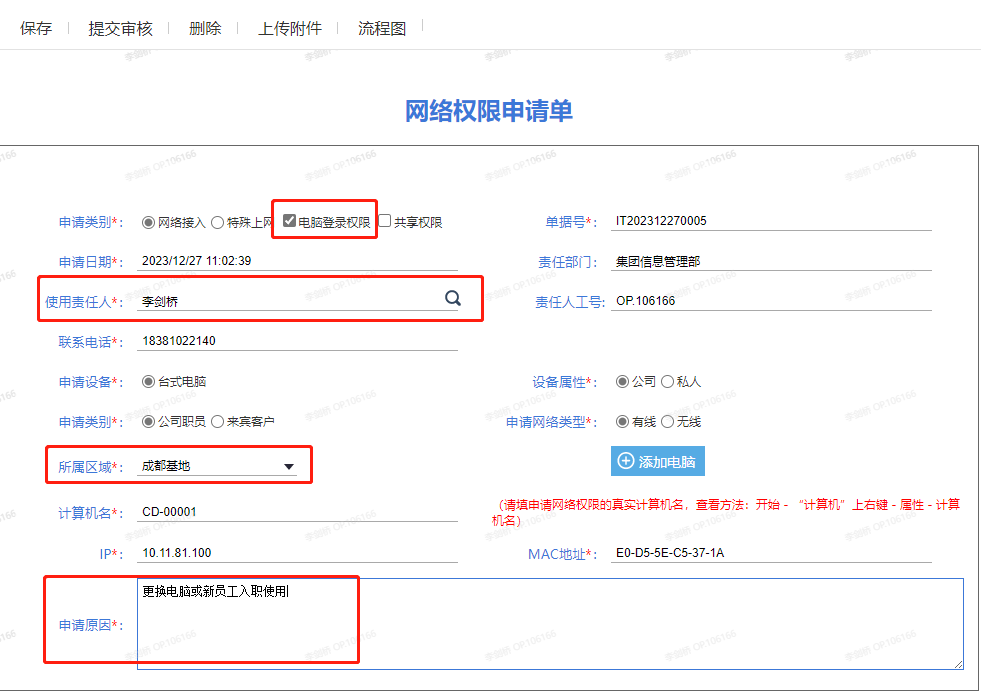 保存 提交审核 删除 上传附件 流程图
网络权限申请单
申请类别*: 网络接入 特殊上网 电脑登录权限 共享权限 单据号*: IT202312270005
申请日期*: 2023/12/27 11:02:39 责任部门: 集团信息管理部
使用责任人*: 李剑桥 责任人工号: OP.106166
联系电话*: 18381022140
申请设备*: 台式电脑 设备属性*: 公司 私人
申请类别*: 公司职员 来宾客户 申请网络类型*: 有线 无线
所属区域*: 成都基地 添加电脑
计算机名*: CD-00001 (请填申请网络权限的真实计算机名，查看方法：开始 - “计算机”上右键 - 属性 - 计算
机名)
IP*: 10.11.81.100 MAC地址*: E0-D5-5E-C5-37-1A
申请原因*: 更换电脑或新员工入职使用